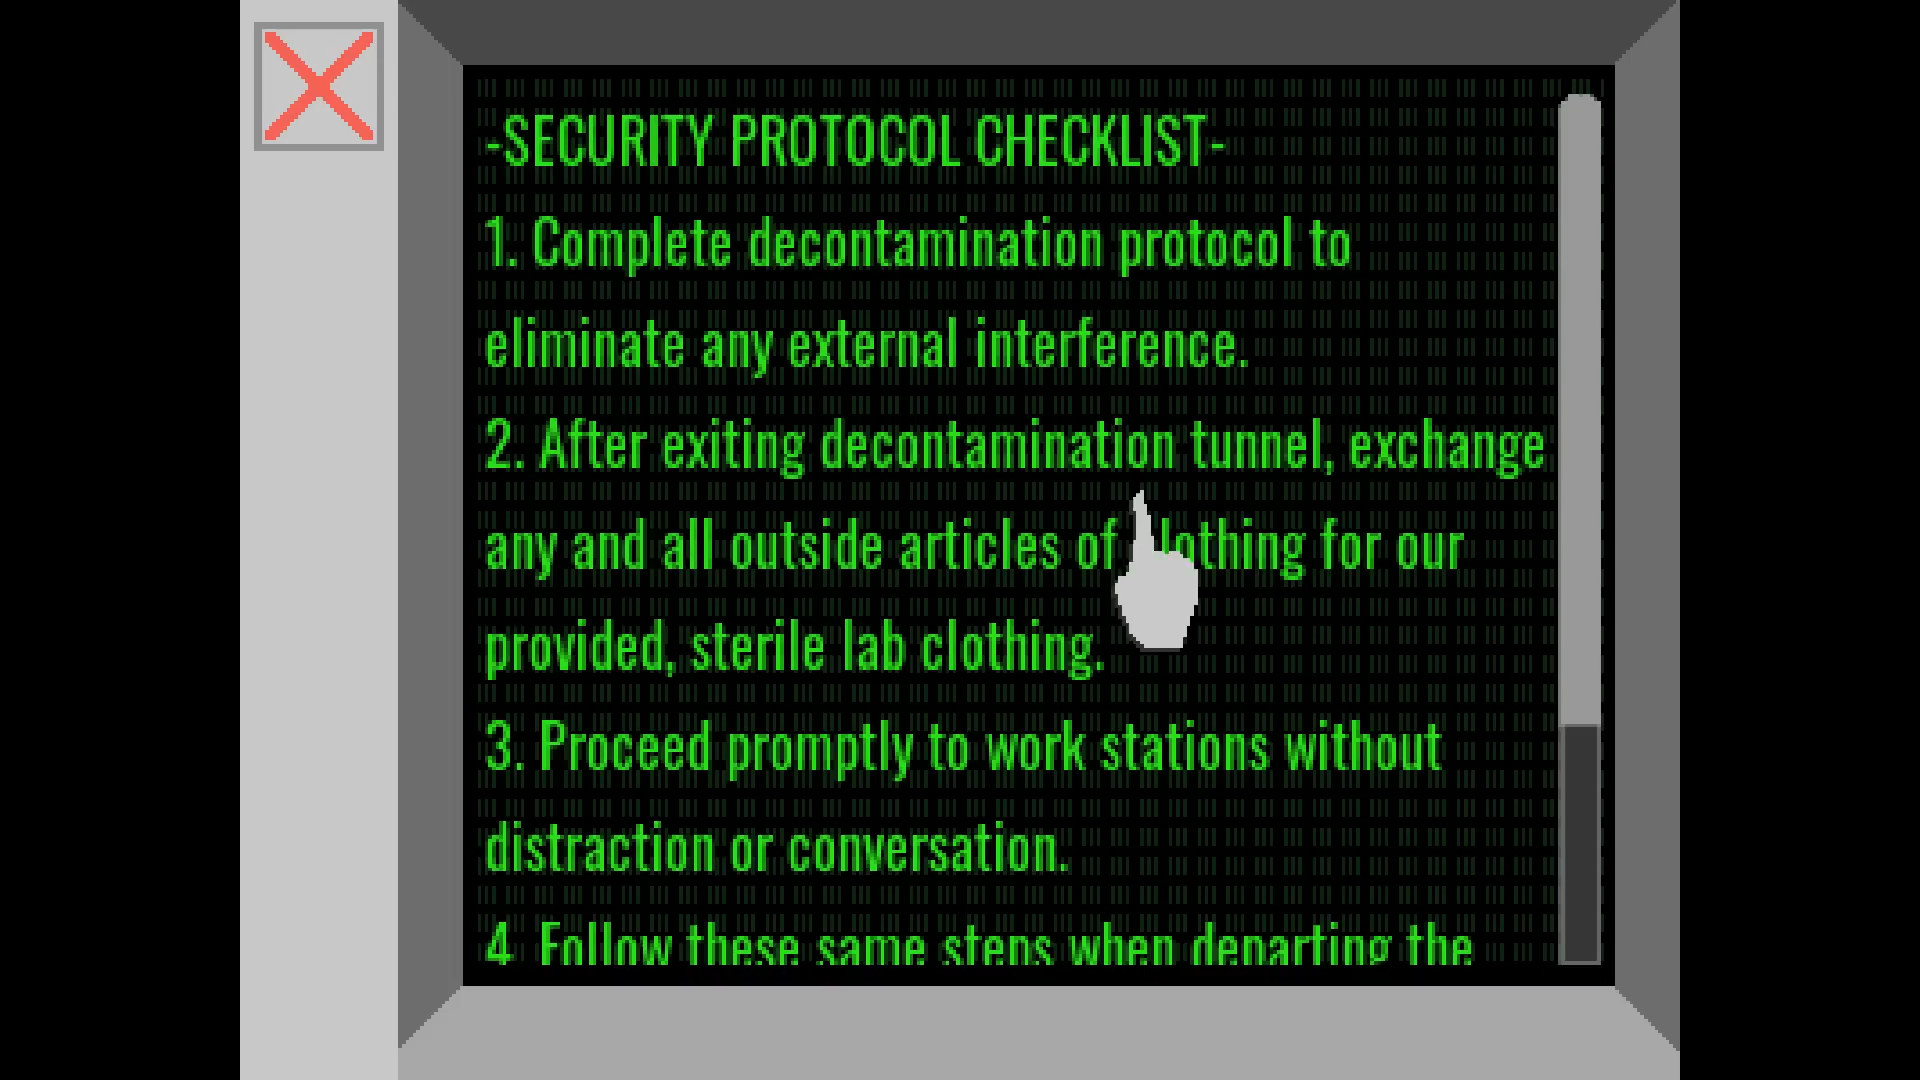 -SECURITY PROTOCOL CHECKLIST-
1. Complete decontamination protocol to
eliminate any external interference.
2. After exiting decontamination tunnel, exchange
any and all outside articles of clothing for our
provided, sterile lab clothing.
3. Proceed promptly to work stations without
distraction or conversation.
4. Follow these same steps when departing the